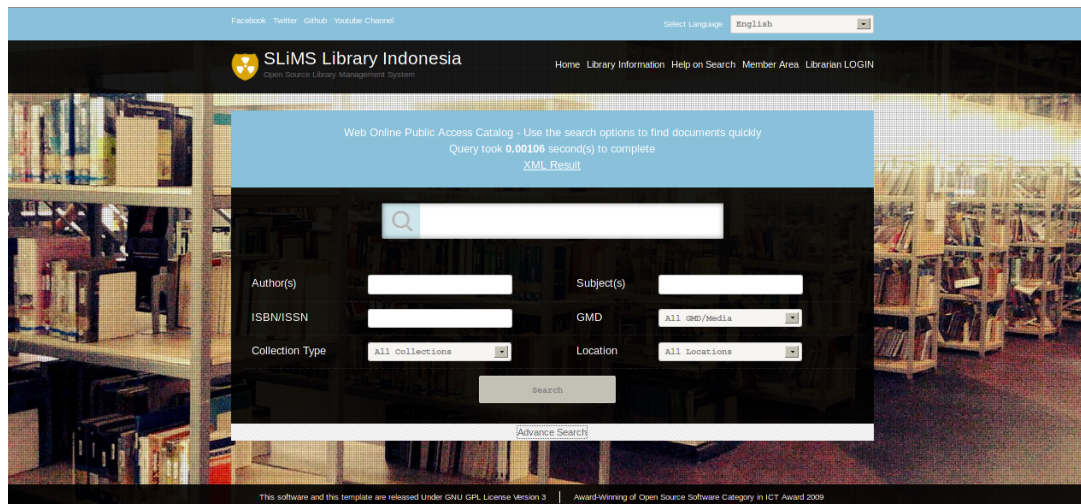 Facebook Twitter Github Youtube Channel
Select Language English
SLiMS Library Indonesia
Open Source Library Management System
Home Library Information Help on Search Member Area Librarian LOGIN
Web Online Public Access Catalog - Use the search options to find documents quickly
Query took 0.00106 second(s) to complete
XML Result
Author(s) Subject(s)
ISBN/ISSN GMD All GMD/Media
Collection Type All Collections Location All Locations
Search
Advance Search
This software and this template are released Under GNU GPL License Version 3 | Award-Winning of Open Source Software Category in ICT Award 2009